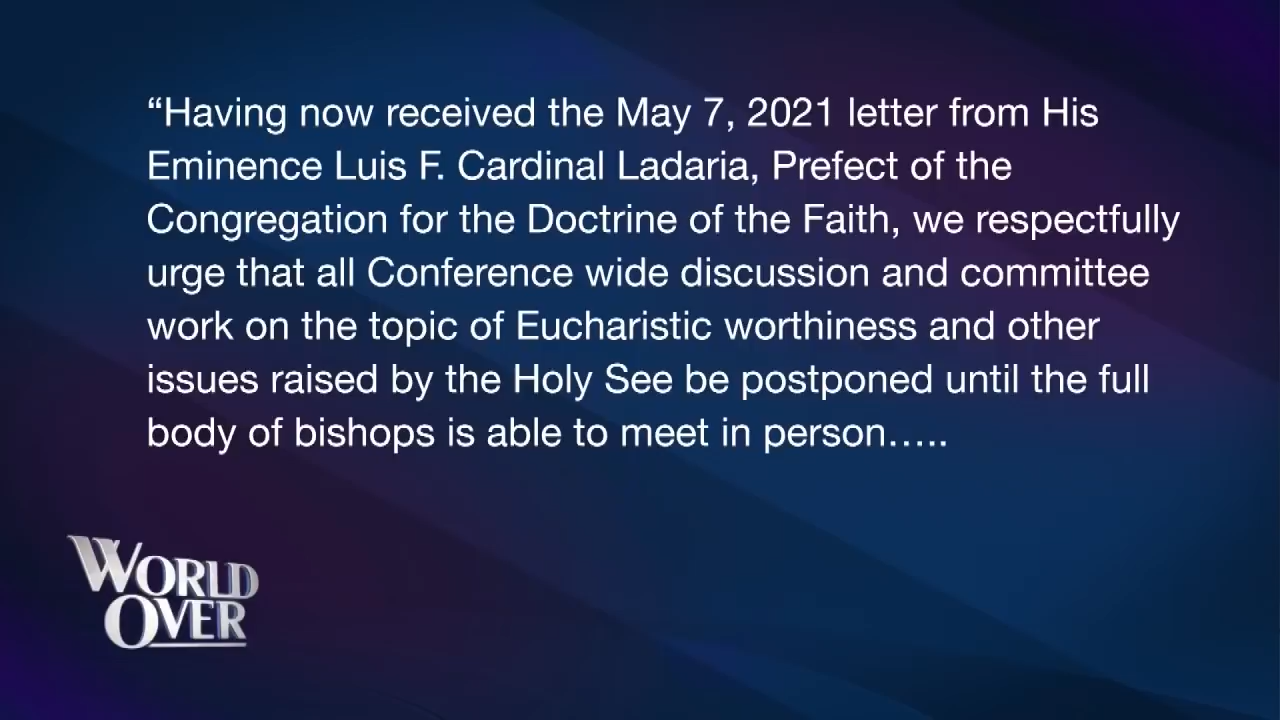 “Having now received the May 7, 2021 letter from His
Eminence Luis F. Cardinal Ladaria, Prefect of the
Congregation for the Doctrine of the Faith, we respectfully
urge that all Conference wide discussion and committee
work on the topic of Eucharistic worthiness and other
issues raised by the Holy See be postponed until the full
body of bishops is able to meet in person…..
WORLD
OVER